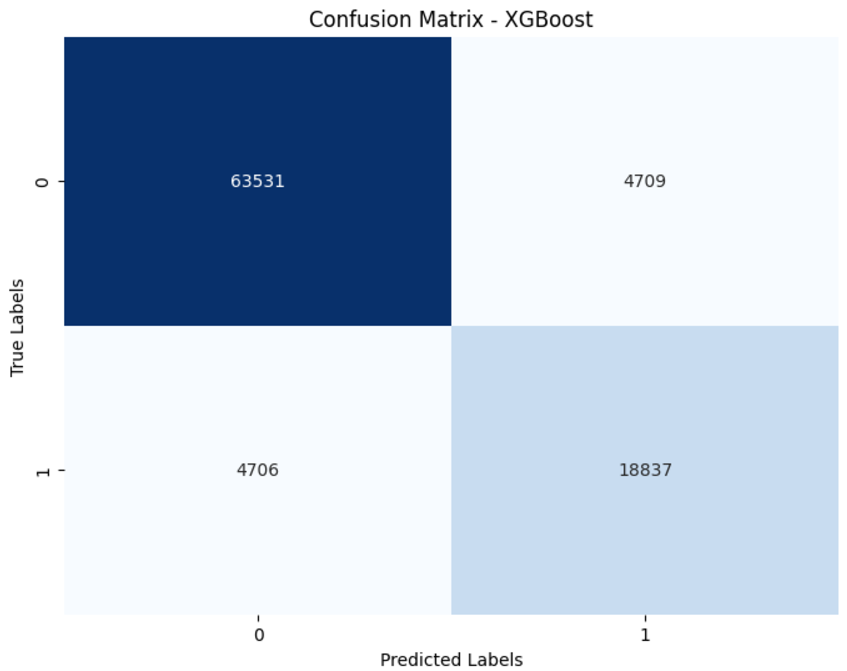 Confusion Matrix - XGBoost
0
63531
4709
True Labels
1
4706
18837
0
1
Predicted Labels